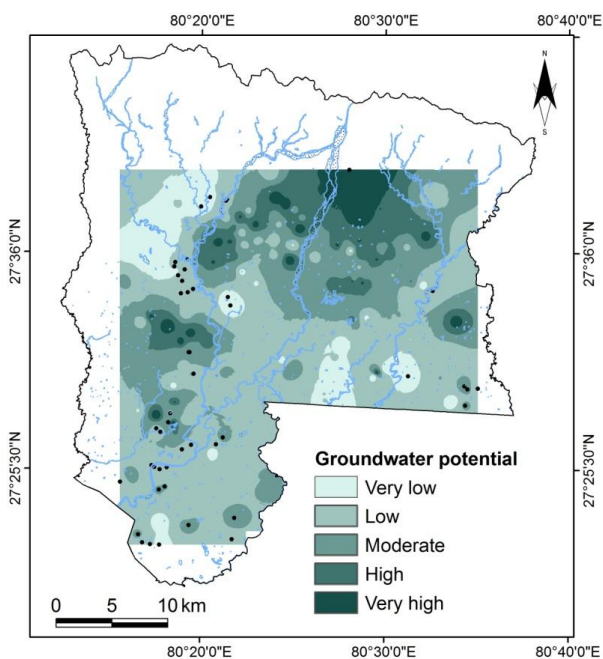 80°20'0"E 80°30'0"E 80°40'0"E
N
S
27°36'0"N 27°36'0"N
27°25'30"N 27°25'30"N
Groundwater potential
Very low
Low
Moderate
High
Very high
0 5 10 km
80°20'0"E 80°30'0"E 80°40'0"E